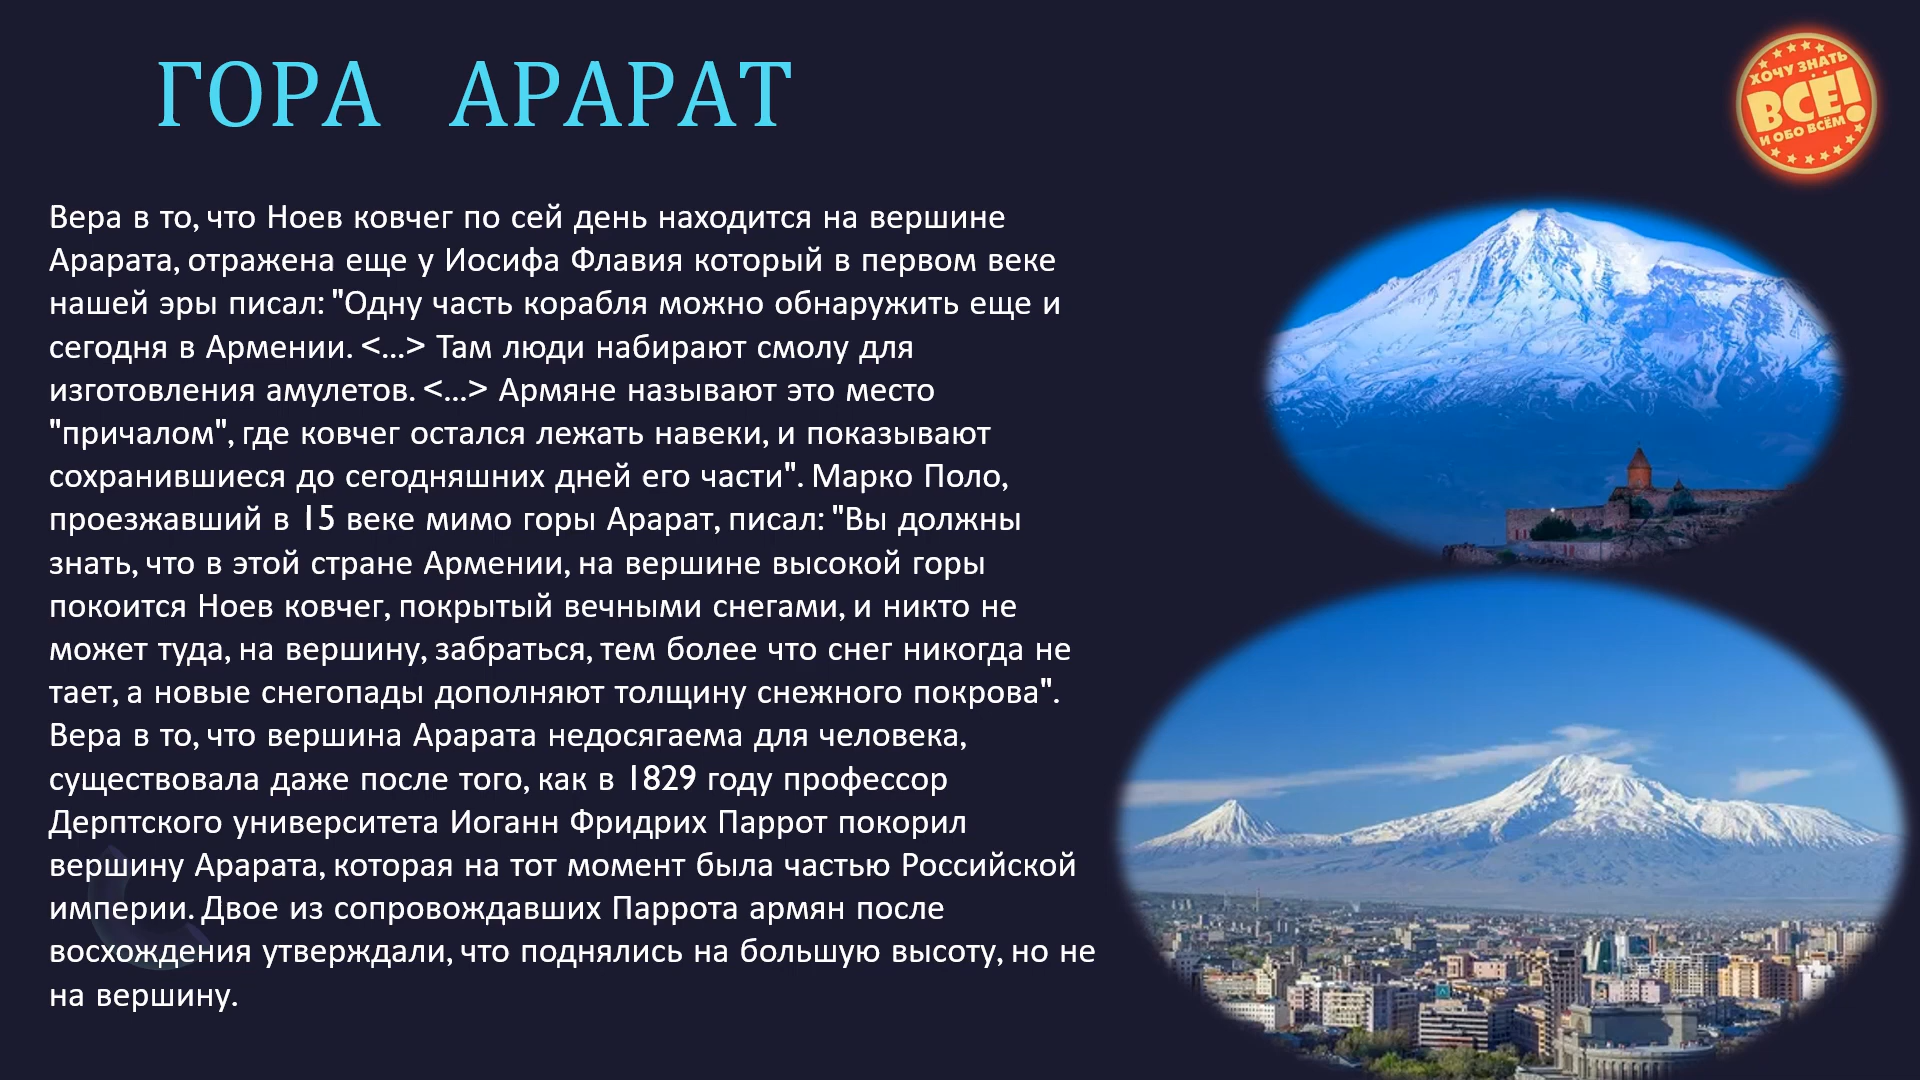 ГОРА АРАРАТ
ХОЧУ ЗНАТЬ
ВСЁ!
И ОБО ВСЁМ
Вера в то, что Ноев ковчег по сей день находится на вершине
Арарата, отражена еще у Иосифа Флавия который в первом веке
нашей эры писал: "Одну часть корабля можно обнаружить еще и
сегодня в Армении. <...> Там люди набирают смолу для
изготовления амулетов. <...> Армяне называют это место
"причалом", где ковчег остался лежать навеки, и показывают
сохранившиеся до сегодняшних дней его части". Марко Поло,
проезжавший в 15 веке мимо горы Арарат, писал: "Вы должны
знать, что в этой стране Армении, на вершине высокой горы
покоится Ноев ковчег, покрытый вечными снегами, и никто не
может туда, на вершину, забраться, тем более что снег никогда не
тает, а новые снегопады дополняют толщину снежного покрова".
Вера в то, что вершина Арарата недосягаема для человека,
существовала даже после того, как в 1829 году профессор
Дерптского университета Иоганн Фридрих Паррот покорил
вершину Арарата, которая на тот момент была частью Российской
империи. Двое из сопровождавших Паррота армян после
восхождения утверждали, что поднялись на большую высоту, но не
на вершину.